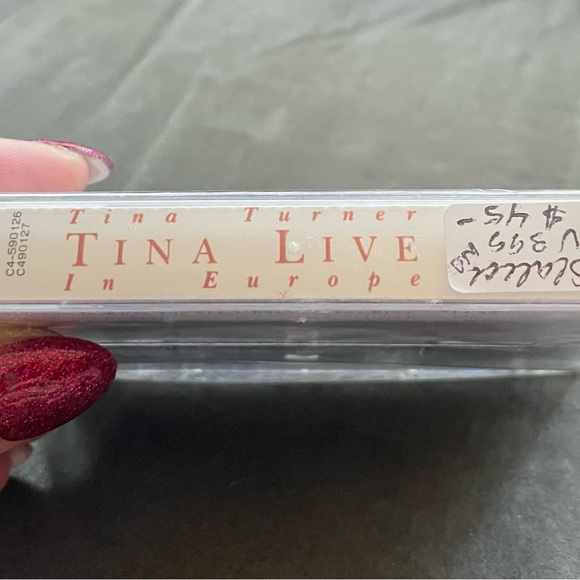 C4-590126
C490127
Tina Turner
TINA LIVE
In Europe
Sealed
$45-